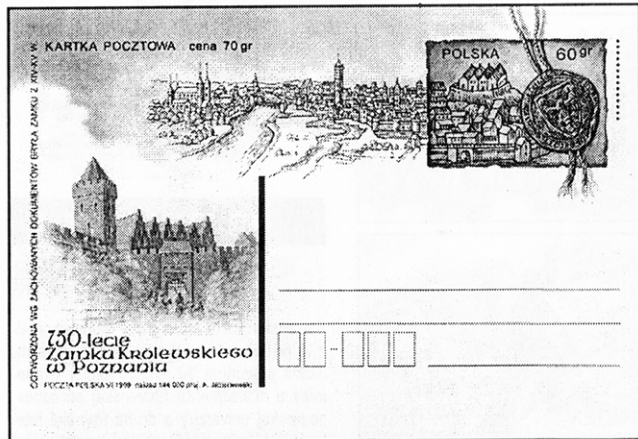 KARTKA POCZTOWA cena 70 gr
POLSKA 60 gr
ODTWORZONA WG ZACHOWANYCH DOKUMENTÓW BRYŁA ZAMKU Z XIV-XV W.
750-lecie
Zamku Królewskiego
w Poznaniu
POCZTA POLSKA VI 1999 nakład 144 000 proj. A.